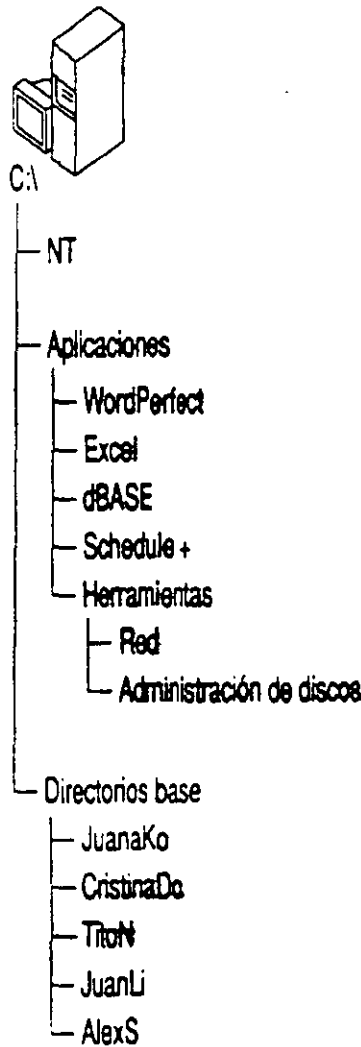 C:\
NT
Aplicaciones
WordPerfect
Excel
dBASE
Schedule +
Herramientas
Red
Administración de discos
Directorios base
JuanaKo
CristinaDo
TitoN
JuanLi
AlexS